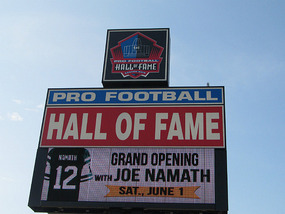 PRO FOOTBALL
HALL OF FAME
PRO FOOTBALL
HALL OF FAME
NAMATH
12
GRAND OPENING
WITH JOE NAMATH
SAT., JUNE 1